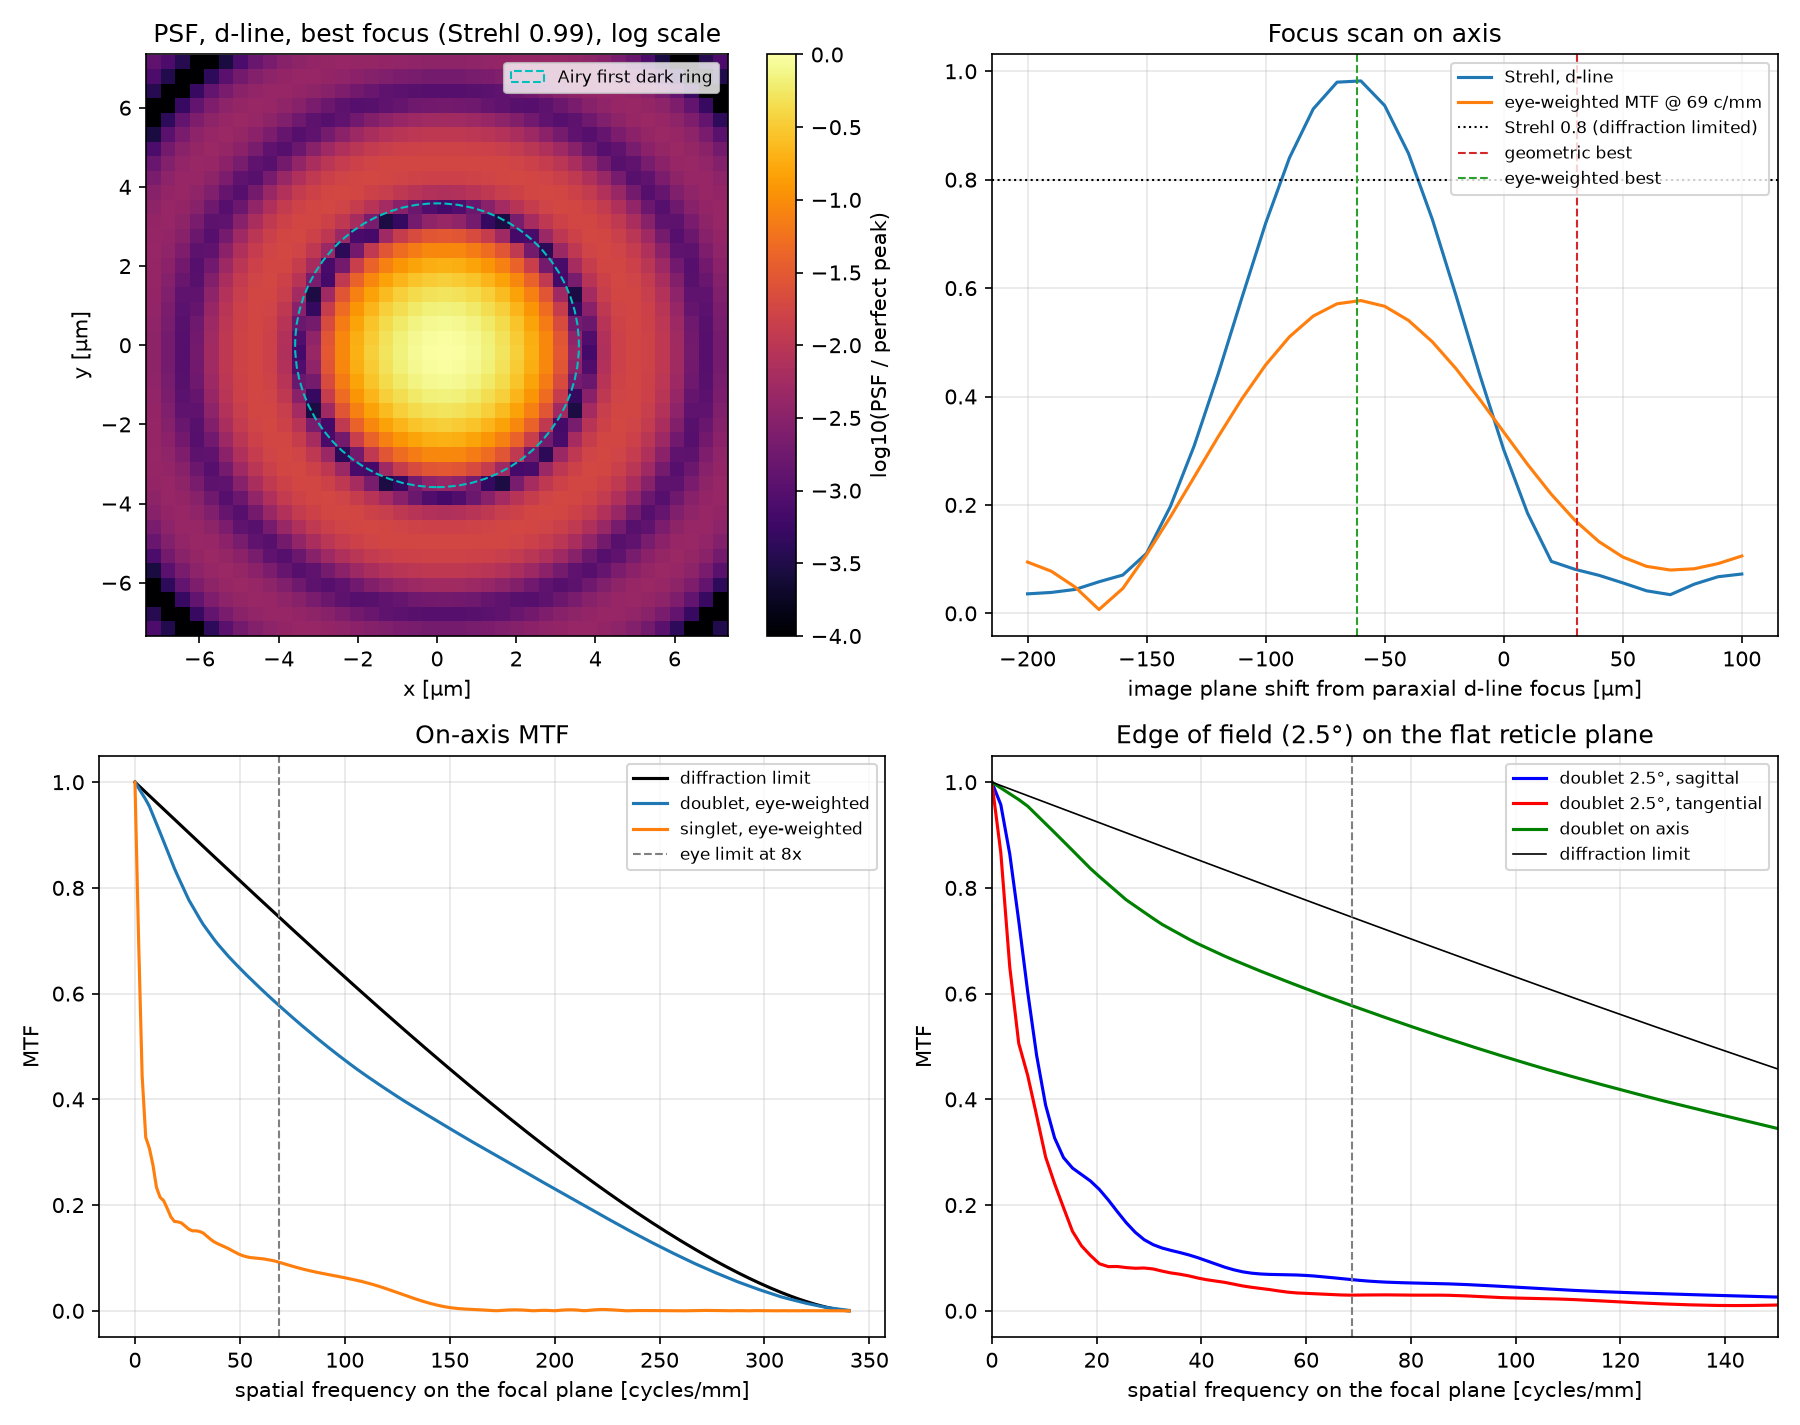 PSF, d-line, best focus (Strehl 0.99), log scale
Airy first dark ring
6
4
2
0
−2
−4
−6
y [µm]
−6 −4 −2 0 2 4 6
x [µm]
0.0
−0.5
−1.0
−1.5
−2.0
−2.5
−3.0
−3.5
−4.0
log10(PSF / perfect peak)
Focus scan on axis
Strehl, d-line
eye-weighted MTF @ 69 c/mm
Strehl 0.8 (diffraction limited)
geometric best
eye-weighted best
1.0
0.8
0.6
0.4
0.2
0.0
−200 −150 −100 −50 0 50 100
image plane shift from paraxial d-line focus [µm]
On-axis MTF
diffraction limit
doublet, eye-weighted
singlet, eye-weighted
eye limit at 8x
1.0
0.8
0.6
0.4
0.2
0.0
MTF
0 50 100 150 200 250 300 350
spatial frequency on the focal plane [cycles/mm]
Edge of field (2.5°) on the flat reticle plane
doublet 2.5°, sagittal
doublet 2.5°, tangential
doublet on axis
diffraction limit
1.0
0.8
0.6
0.4
0.2
0.0
MTF
0 20 40 60 80 100 120 140
spatial frequency on the focal plane [cycles/mm]